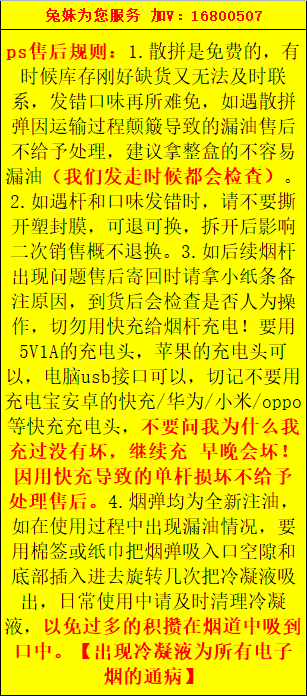 兔妹为您服务 加V：16800507
ps售后规则：1.散拼是免费的，有
时候库存刚好缺货又无法及时联
系，发错口味再所难免，如遇散拼
弹因运输过程颠簸导致的漏油售后
不给予处理，建议拿整盒的不容易
漏油（我们发走时候都会检查）。
2.如遇杆和口味发错时，请不要撕
开塑封膜，可退可换，拆开后影响
二次销售概不退换。3.如后续烟杆
出现问题售后寄回时请拿小纸条备
注原因，到货后会检查是否人为操
作，切勿用快充给烟杆充电！要用
5V1A的充电头，苹果的充电头可
以，电脑usb接口可以，切记不要用
充电宝安卓的快充/华为/小米/oppo
等快充充电头，不要问我为什么我
充过没有坏，继续充 早晚会坏！
因用快充导致的单杆损坏不给予
处理售后。4.烟弹均为全新注油，
如在使用过程中出现漏油情况，要
用棉签或纸巾把烟弹吸入口空隙和
底部插入进去旋转几次把冷凝液吸
出，日常使用中请及时清理冷凝
液，以免过多的积攒在烟道中吸到
口中。【出现冷凝液为所有电子
烟的通病】